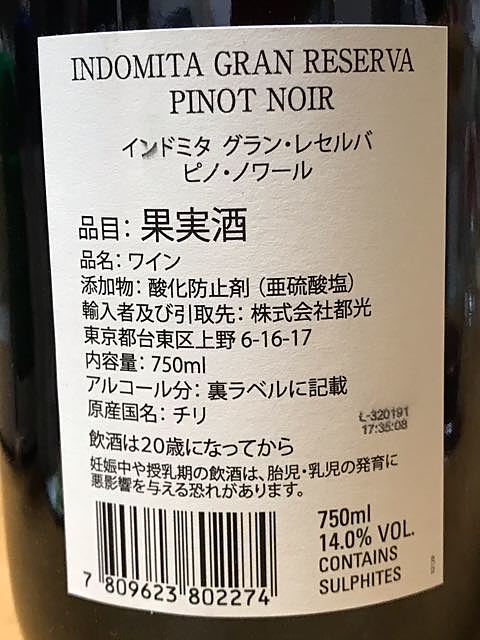 INDOMITA GRAN RESERVA
PINOT NOIR
インドミタ グラン・レセルバ
ピノ・ノワール
品目: 果実酒
品名: ワイン
添加物: 酸化防止剤(亜硫酸塩)
輸入者及び引取先: 株式会社都光
東京都台東区上野 6-16-17
内容量: 750ml
アルコール分: 裏ラベルに記載
原産国名: チリ
L-320191
17:35:08
飲酒は20歳になってから
妊娠中や授乳期の飲酒は、胎児・乳児の発育に
悪影響を与える恐れがあります。
750ml
14.0% VOL.
CONTAINS
SULPHITES
7 809623 802274